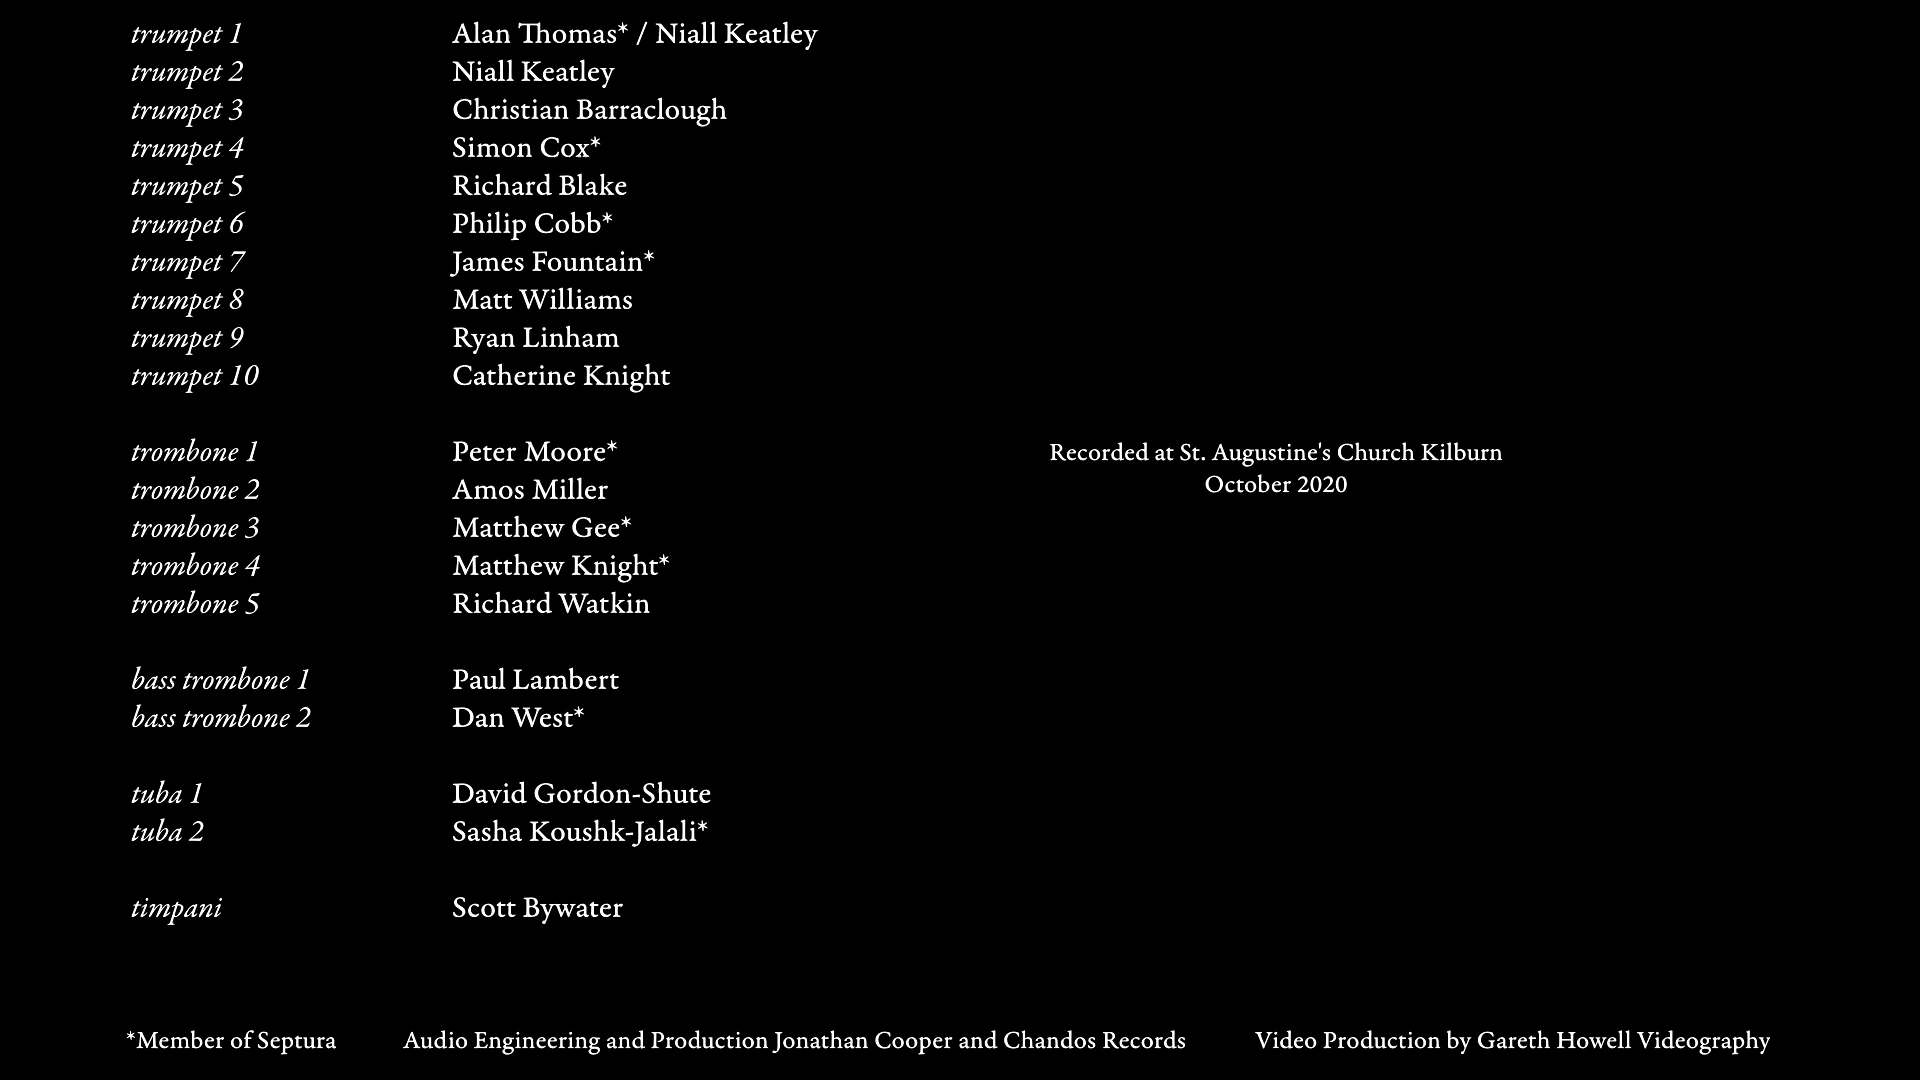 trumpet 1 Alan Thomas* / Niall Keatley
trumpet 2 Niall Keatley
trumpet 3 Christian Barraclough
trumpet 4 Simon Cox*
trumpet 5 Richard Blake
trumpet 6 Philip Cobb*
trumpet 7 James Fountain*
trumpet 8 Matt Williams
trumpet 9 Ryan Linham
trumpet 10 Catherine Knight
trombone 1 Peter Moore*
trombone 2 Amos Miller
trombone 3 Matthew Gee*
trombone 4 Matthew Knight*
trombone 5 Richard Watkin
bass trombone 1 Paul Lambert
bass trombone 2 Dan West*
tuba 1 David Gordon-Shute
tuba 2 Sasha Koushk-Jalali*
timpani Scott Bywater
Recorded at St. Augustine's Church Kilburn
October 2020
*Member of Septura Audio Engineering and Production Jonathan Cooper and Chandos Records Video Production by Gareth Howell Videography